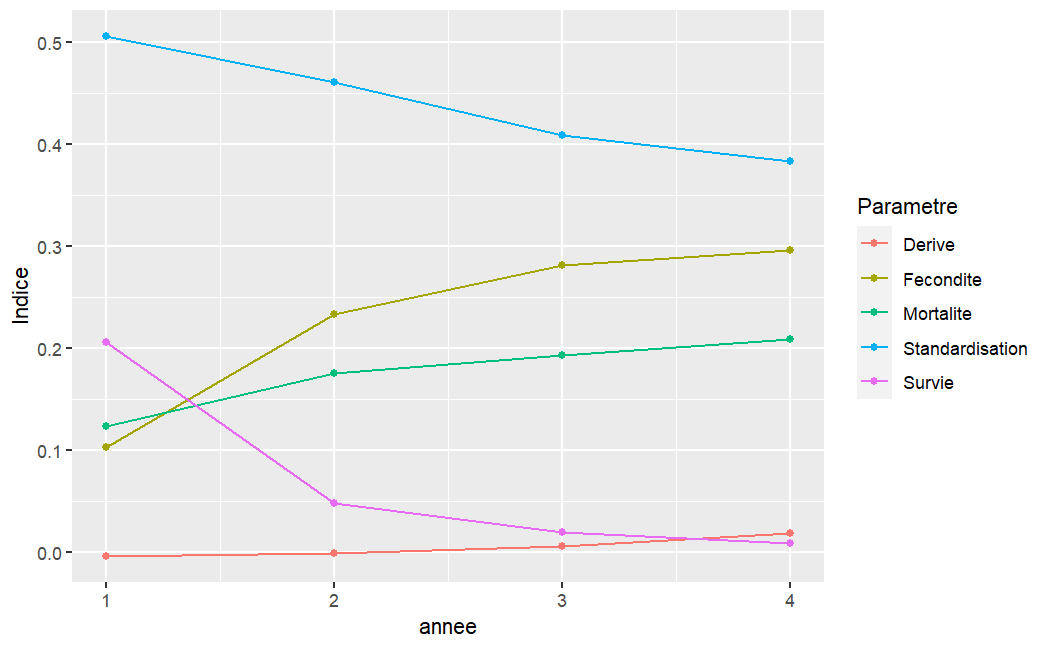 0.5
0.4
0.3
0.2
0.1
0.0
Indice
1 2 3 4
annee
Parametre
Derive
Fecondite
Mortalite
Standardisation
Survie